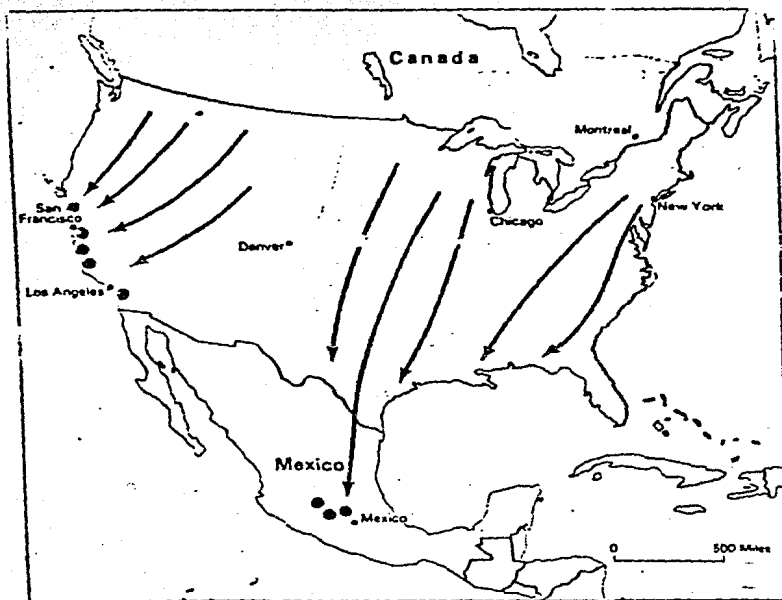 Canada
Montreal
San
Francisco
New York
Chicago
Denver
Los Angeles
Mexico
Mexico
0 500 Miles